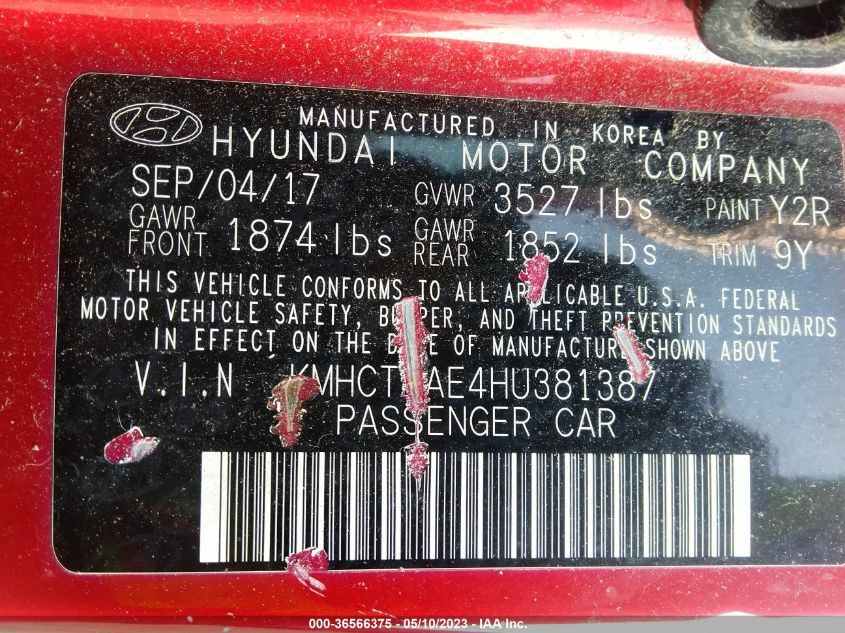 MANUFACTURED IN KOREA BY
HYUNDAI MOTOR COMPANY
SEP/04/17 GVWR 3527 lbs PAINT Y2R
GAWR FRONT 1874 lbs GAWR REAR 1852 lbs TRIM 9Y
THIS VEHICLE CONFORMS TO ALL APPLICABLE U.S.A. FEDERAL
MOTOR VEHICLE SAFETY, BUMPER, AND THEFT PREVENTION STANDARDS
IN EFFECT ON THE DATE OF MANUFACTURE SHOWN ABOVE
V.I.N
PASSENGER CAR
000-36566375 - 05/10/2023 - IAA Inc.